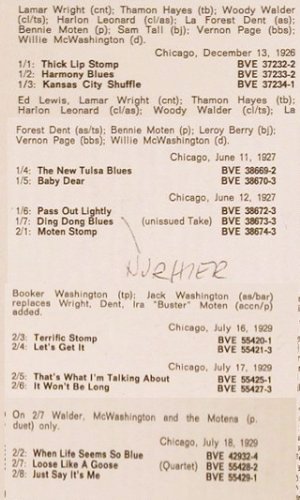 Lamar Wright (cnt); Thamon Hayes (tb); Woody Walder
(cl/ts); Harlon Leonard (cl/as); La Forest Dent (as);
Bennie Moten (p); Sam Tall (bj); Vernon Page (bbs);
Willie McWashington (d).
Chicago, December 13, 1926
1/1: Thick Lip Stomp BVE 37232-2
1/2: Harmony Blues BVE 37233-2
1/3: Kansas City Shuffle BVE 37234-1
Ed Lewis, Lamar Wright (cnt); Thamon Hayes (tb);
Harlon Leonard (cl/as); Woody Walder (cl/ts); La
Forest Dent (as/ts); Bennie Moten (p); Leroy Berry (bj);
Vernon Page (bbs); Willie McWashington (d).
Chicago, June 11, 1927
1/4: The New Tulsa Blues BVE 38669-2
1/5: Baby Dear BVE 38670-3
Chicago, June 12, 1927
1/6: Pass Out Lightly BVE 38672-3
1/7: Ding Dong Blues (unissued Take) BVE 38673-3
2/1: Moten Stomp BVE 38674-3
Booker Washington (tp); Jack Washington (as/bar)
replaces Wright, Dent, Ira "Buster" Moten (accn/p)
added.
Chicago, July 16, 1929
2/3: Terrific Stomp BVE 55420-1
2/4: Let's Get It BVE 55421-3
Chicago, July 17, 1929
2/5: That's What I'm Talking About BVE 55425-1
2/6: It Won't Be Long BVE 55427-3
On 2/7 Walder, McWashington and the Motens (p.
duet) only.
Chicago, July 18, 1929
2/2: When Life Seems So Blue BVE 42932-4
2/7: Loose Like A Goose (Quartet) BVE 55428-2
2/8: Just Say It's Me BVE 55429-1